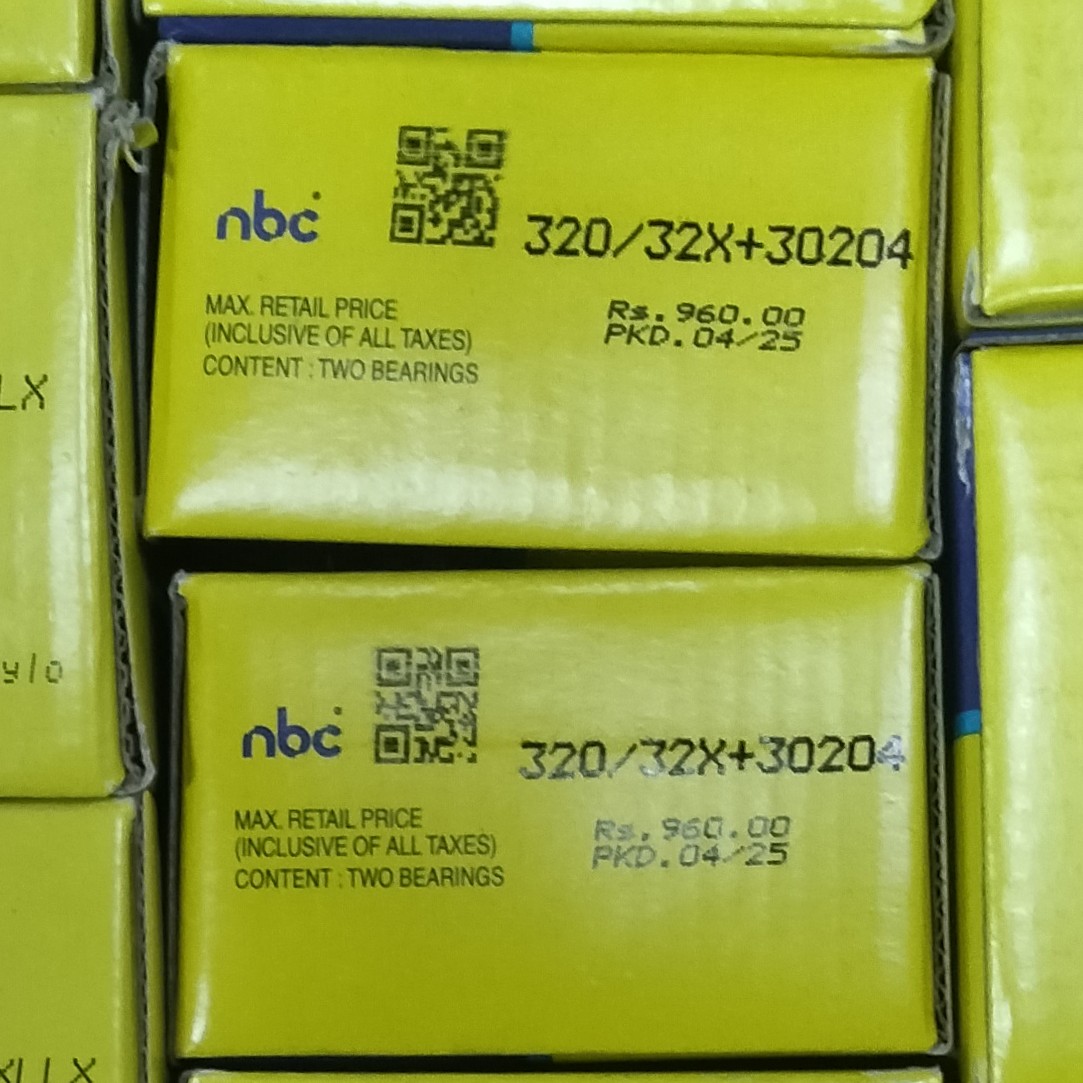 nbc
320/32X+30204
MAX. RETAIL PRICE
(INCLUSIVE OF ALL TAXES)
CONTENT : TWO BEARINGS
Rs.960.00
PKD.04/25
LX
ylo
nbc
320/32X+30204
MAX. RETAIL PRICE
(INCLUSIVE OF ALL TAXES)
CONTENT : TWO BEARINGS
Rs.960.00
PKD.04/25